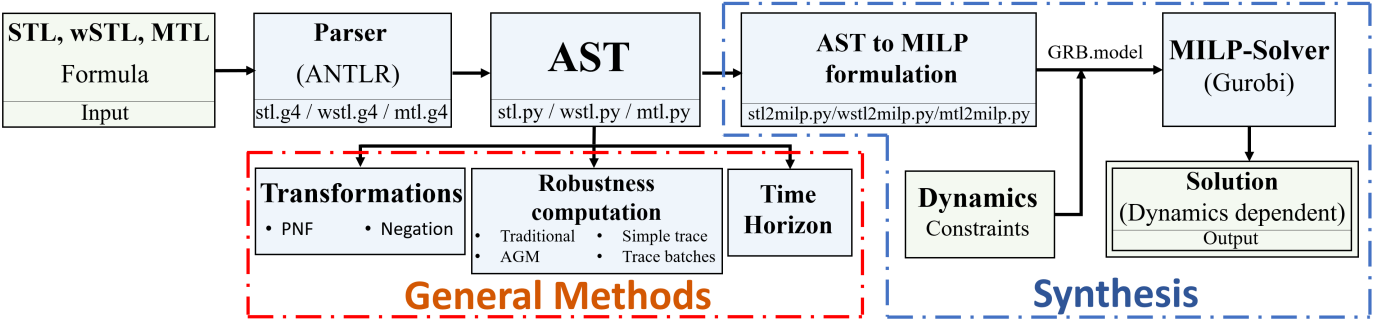 STL, wSTL, MTL
Formula
Input
Parser
(ANTLR)
stl.g4 / wstl.g4 / mtl.g4
AST
stl.py / wstl.py / mtl.py
AST to MILP
formulation
stl2milp.py/wstl2milp.py/mtl2milp.py
GRB.model
MILP-Solver
(Gurobi)
Transformations
• PNF
• Negation
Robustness
computation
• Traditional
• Simple trace
• AGM
• Trace batches
Time
Horizon
General Methods
Dynamics
Constraints
Solution
(Dynamics dependent)
Output
Synthesis